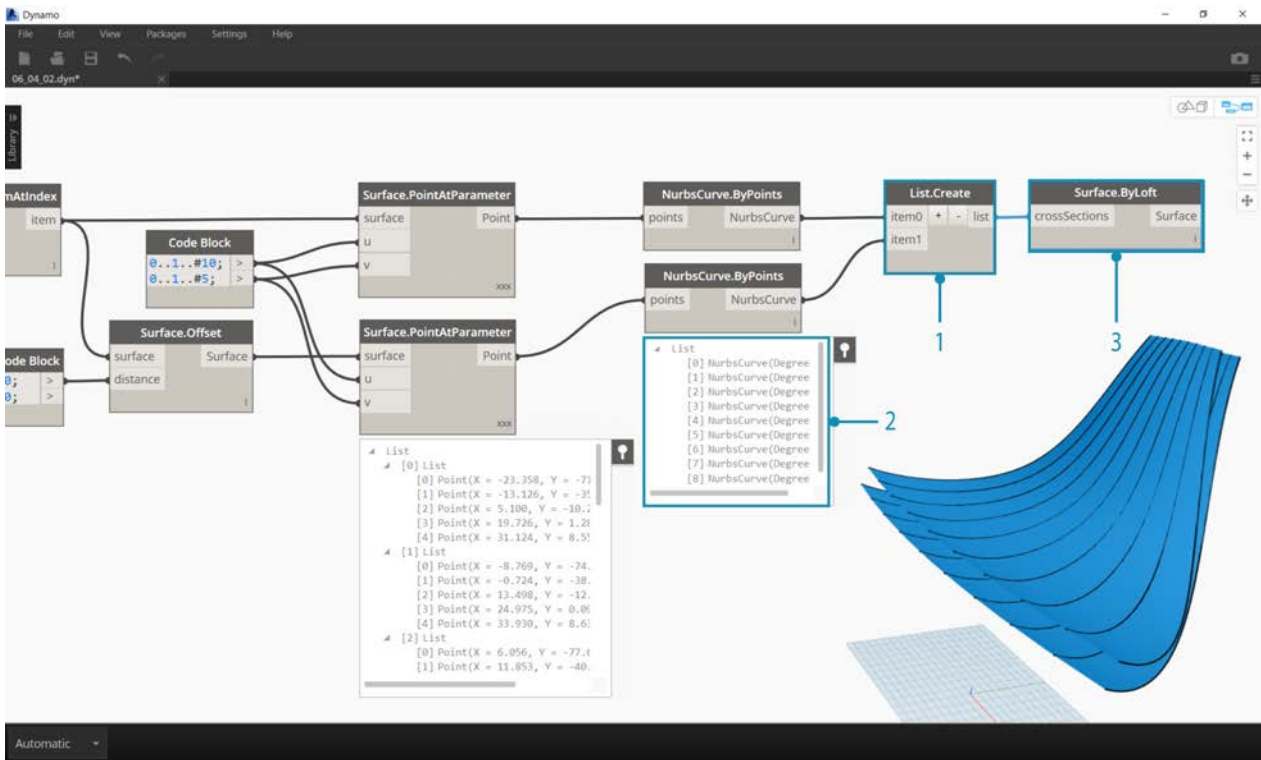 Dynamo
File Edit View Packages Settings Help
06_04_02.dyn*
Library
mAtIndex
item
Code Block
0..1..#10; >
0..1..#5; >
Surface.PointAtParameter
surface Point
u
v
xxx
NurbsCurve.ByPoints
points NurbsCurve
List.Create
item0 + - list
item1
Surface.ByLoft
crossSections Surface
1
3
ode Block
0; >
0; >
Surface.Offset
surface Surface
distance
Surface.PointAtParameter
surface Point
u
v
xxx
NurbsCurve.ByPoints
points NurbsCurve
List
[0] NurbsCurve(Degree
[1] NurbsCurve(Degree
[2] NurbsCurve(Degree
[3] NurbsCurve(Degree
[4] NurbsCurve(Degree
[5] NurbsCurve(Degree
[6] NurbsCurve(Degree
[7] NurbsCurve(Degree
[8] NurbsCurve(Degree
2
List
[0] List
[0] Point(X = -23.358, Y = -7
[1] Point(X = -13.126, Y = -3
[2] Point(X = 5.100, Y = -10.
[3] Point(X = 19.726, Y = 1.2
[4] Point(X = 31.124, Y = 8.5
[1] List
[0] Point(X = -8.769, Y = -74.
[1] Point(X = -0.724, Y = -38.
[2] Point(X = 13.498, Y = -12.
[3] Point(X = 24.975, Y = 0.0
[4] Point(X = 33.930, Y = 8.6
[2] List
[0] Point(X = 6.056, Y = -77.
[1] Point(X = 11.853, Y = -40.
Automatic